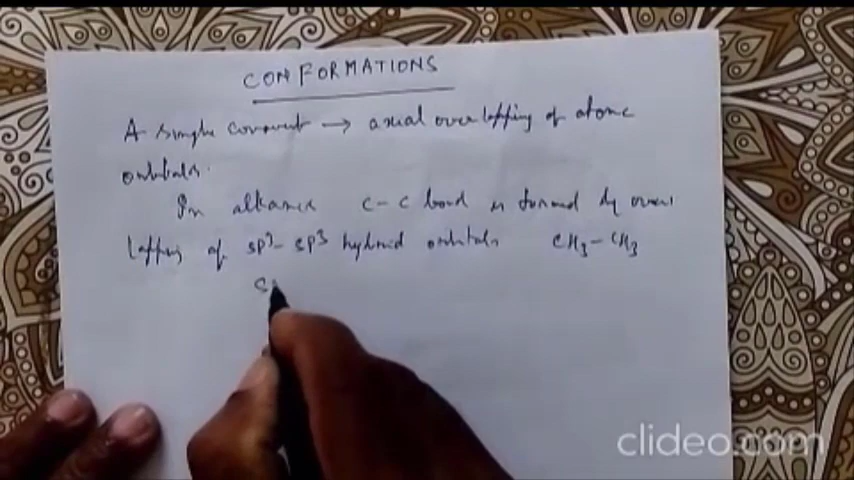 CONFORMATIONS
A single covalent → axial overlapping of atomic
orbitals.
In alkanes C-C bond is formed by over
lapping of sp3- sp3 hybrid orbitals CH3-CH3
S
clideo.com